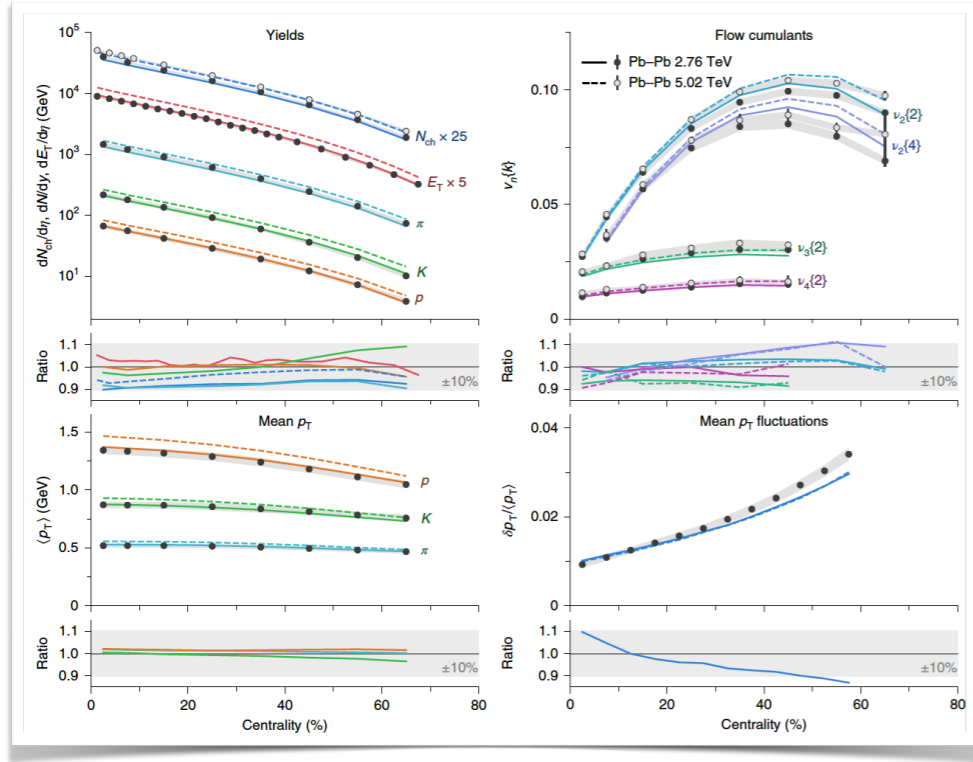 Yields
dN_ch/dη, dN/dy, dE_T/dη (GeV)
10⁵
10⁴
10³
10²
10¹
N_ch × 25
E_T × 5
π
K
p
Ratio
1.1
1.0
0.9
±10%
Flow cumulants
Pb–Pb 2.76 TeV
Pb–Pb 5.02 TeV
v_n{k}
0.10
0.05
0
ν₂{2}
ν₂{4}
ν₃{2}
ν₄{2}
Ratio
1.1
1.0
0.9
±10%
Mean p_T
⟨p_T⟩ (GeV)
1.5
1.0
0.5
0
p
K
π
Ratio
1.1
1.0
0.9
±10%
0 20 40 60 80
Centrality (%)
Mean p_T fluctuations
δp_T/⟨p_T⟩
0.04
0.02
0
Ratio
1.1
1.0
0.9
±10%
0 20 40 60 80
Centrality (%)